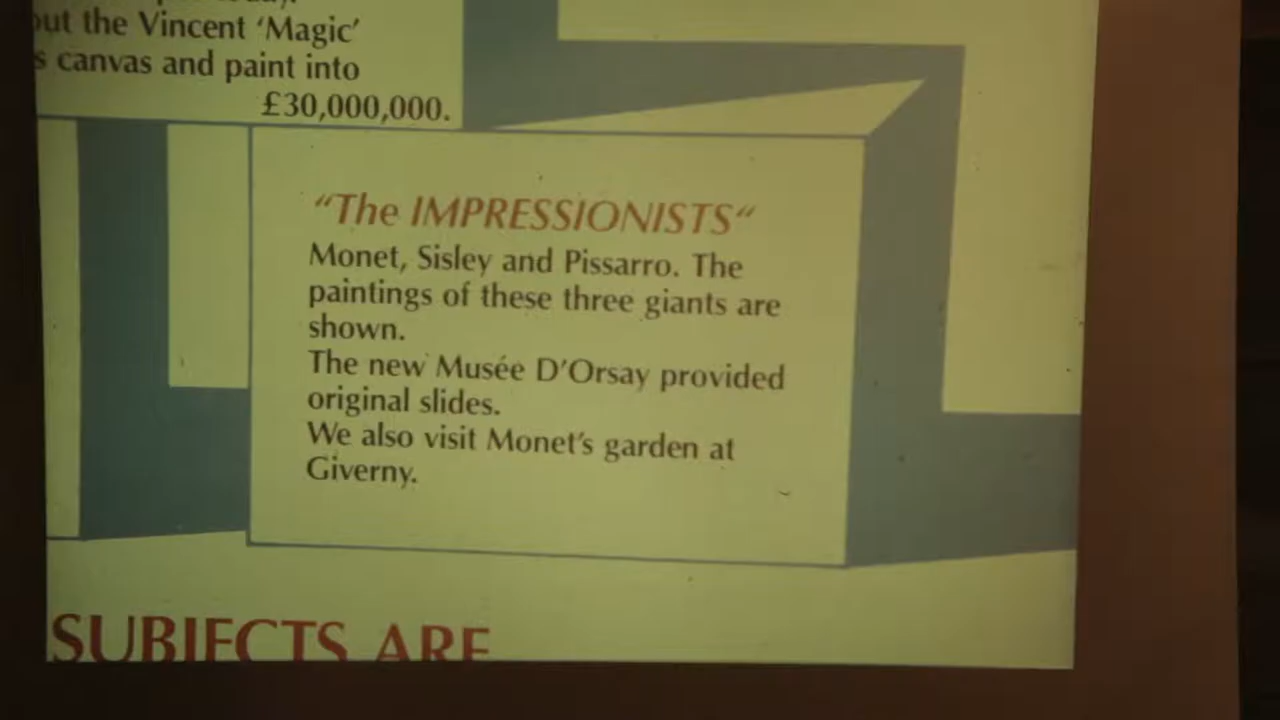 out the Vincent ‘Magic’
s canvas and paint into
£30,000,000.
“The IMPRESSIONISTS“
Monet, Sisley and Pissarro. The
paintings of these three giants are
shown.
The new Musée D’Orsay provided
original slides.
We also visit Monet’s garden at
Giverny.
SUBJECTS ARE